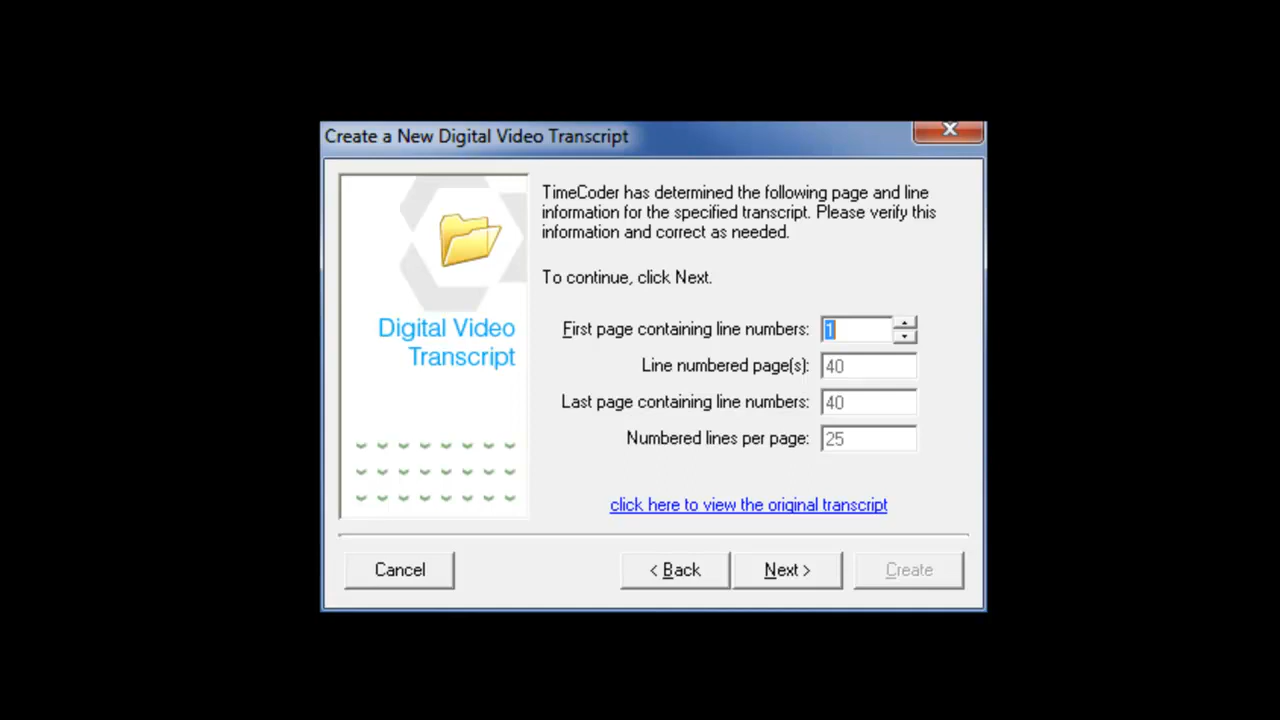 Create a New Digital Video Transcript
TimeCoder has determined the following page and line
information for the specified transcript. Please verify this
information and correct as needed.
To continue, click Next.
Digital Video
Transcript
First page containing line numbers: 1
Line numbered page(s): 40
Last page containing line numbers: 40
Numbered lines per page: 25
click here to view the original transcript
Cancel < Back Next > Create